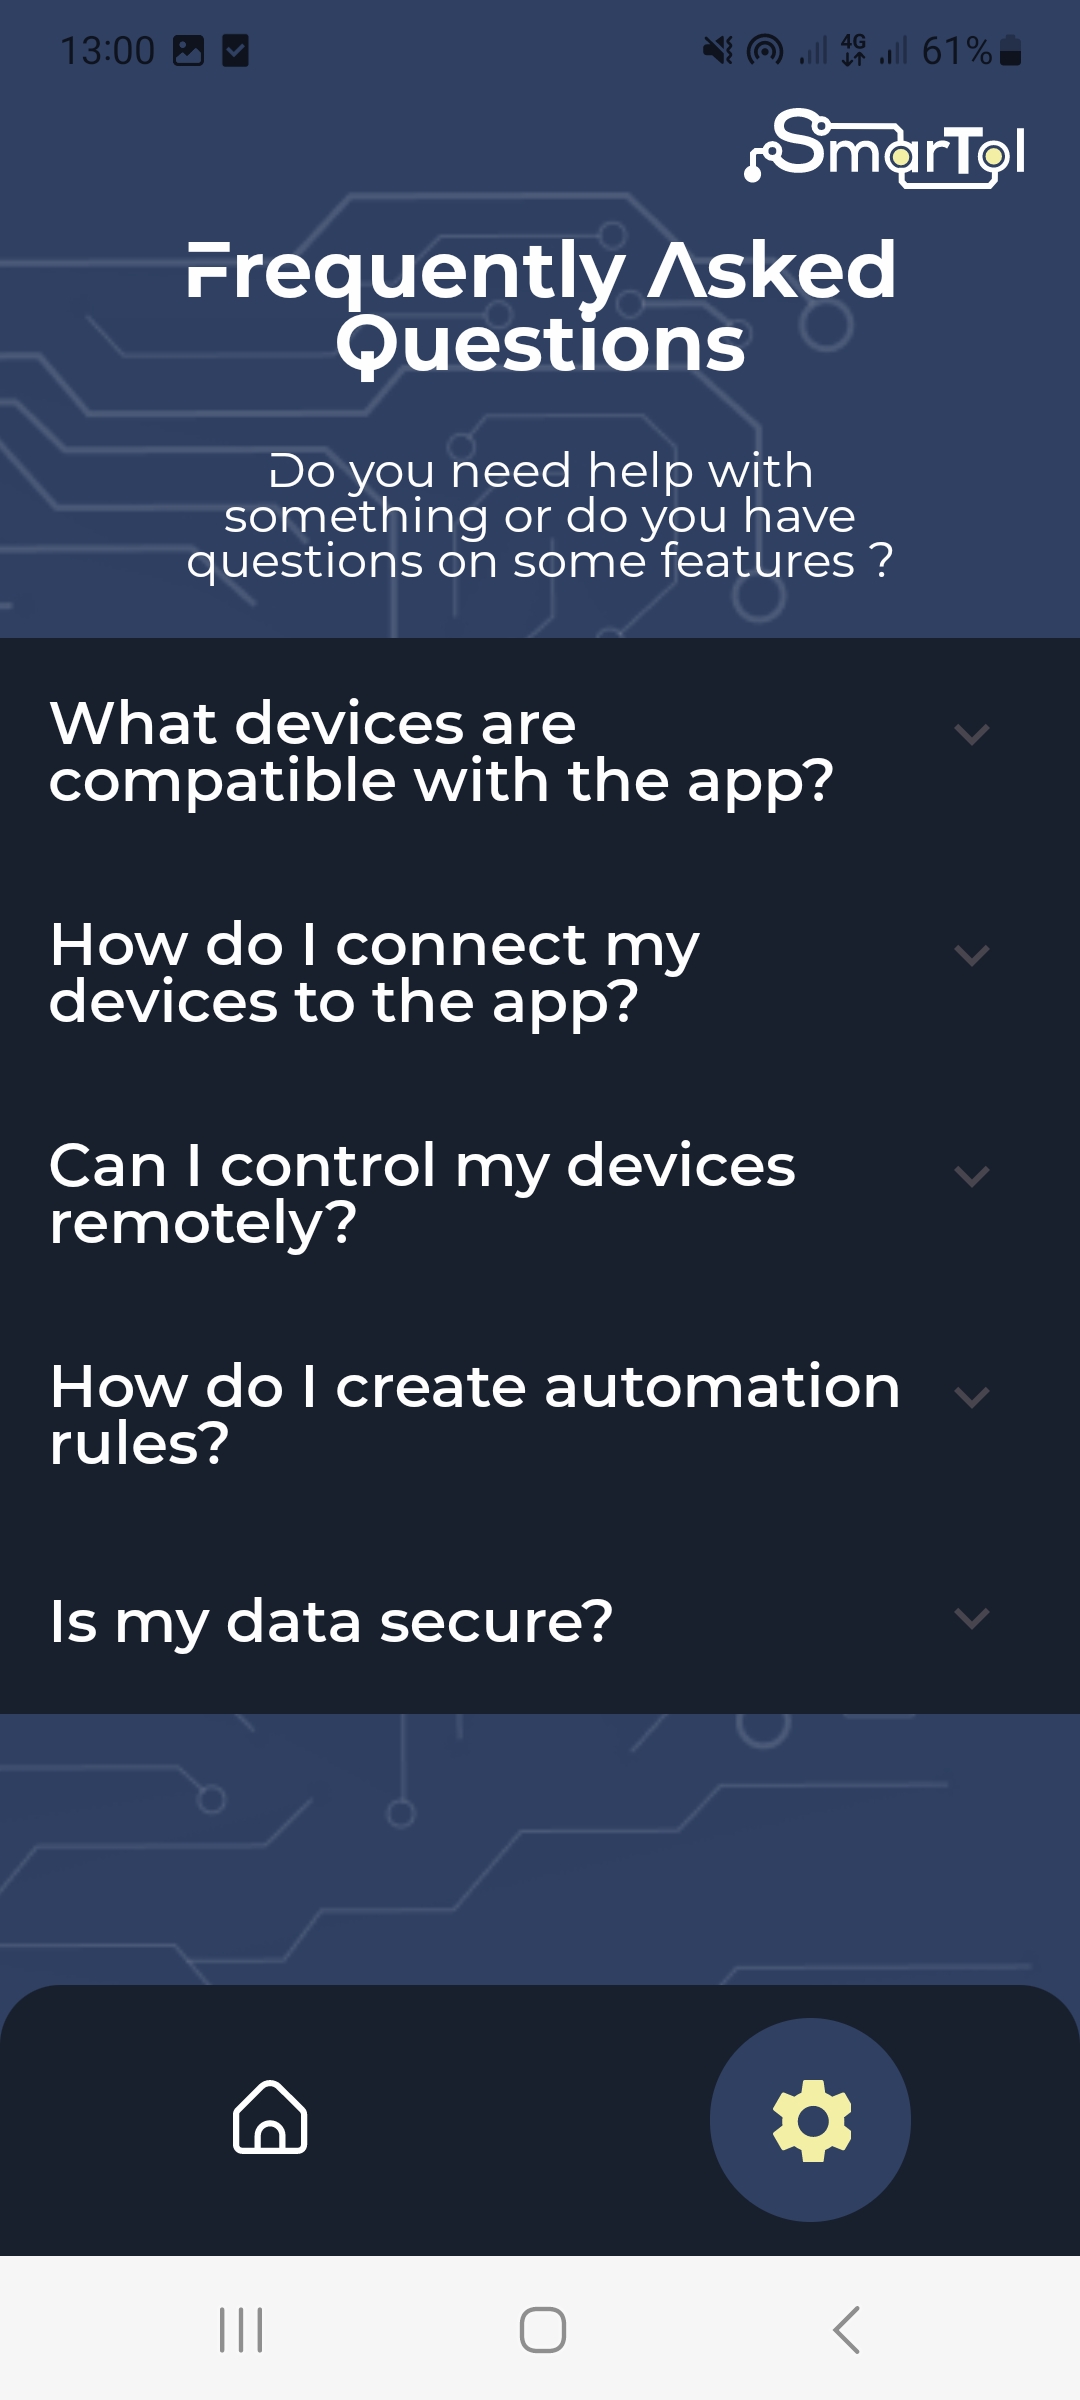 13:00
4G
61%
SmarTol
Frequently Asked
Questions
Do you need help with
something or do you have
questions on some features ?
What devices are
compatible with the app?
How do I connect my
devices to the app?
Can I control my devices
remotely?
How do I create automation
rules?
Is my data secure?